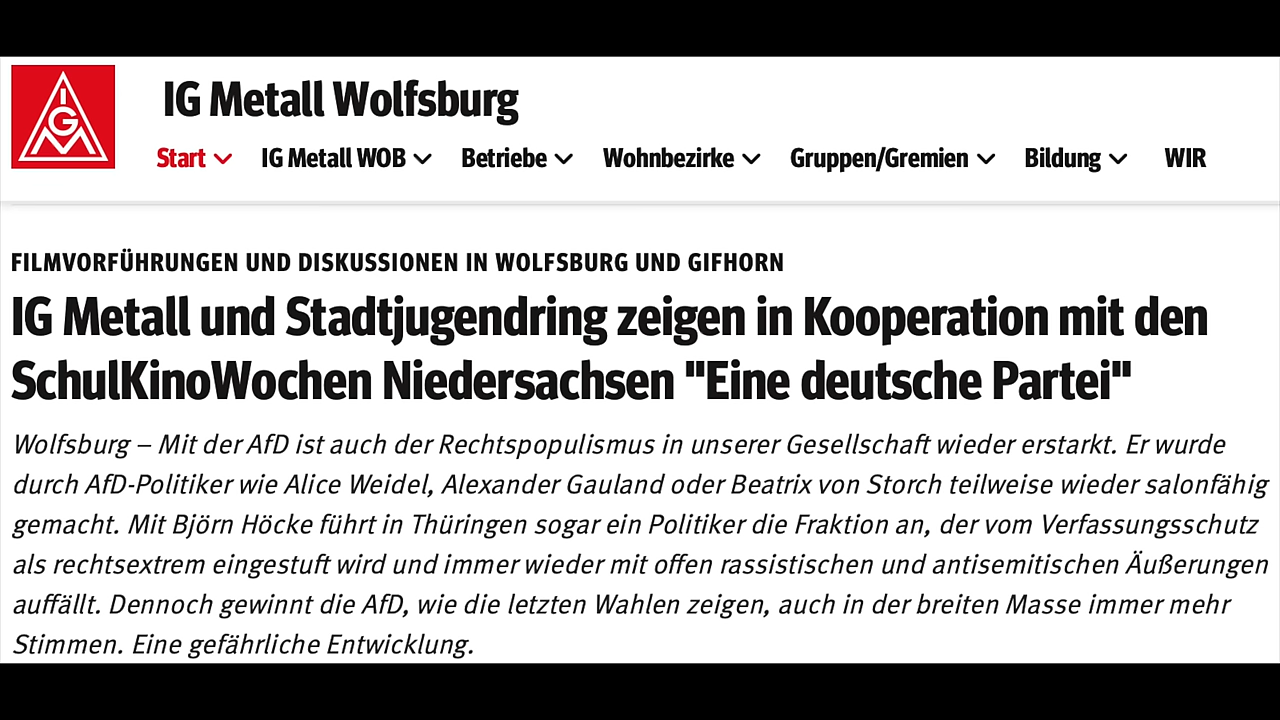 IGM
IG Metall Wolfsburg
Start IG Metall WOB Betriebe Wohnbezirke Gruppen/Gremien Bildung WIR
FILMVORFÜHRUNGEN UND DISKUSSIONEN IN WOLFSBURG UND GIFHORN
IG Metall und Stadtjugendring zeigen in Kooperation mit den
SchulKinoWochen Niedersachsen "Eine deutsche Partei"
Wolfsburg – Mit der AfD ist auch der Rechtspopulismus in unserer Gesellschaft wieder erstarkt. Er wurde
durch AfD-Politiker wie Alice Weidel, Alexander Gauland oder Beatrix von Storch teilweise wieder salonfähig
gemacht. Mit Björn Höcke führt in Thüringen sogar ein Politiker die Fraktion an, der vom Verfassungsschutz
als rechtsextrem eingestuft wird und immer wieder mit offen rassistischen und antisemitischen Äußerungen
auffällt. Dennoch gewinnt die AfD, wie die letzten Wahlen zeigen, auch in der breiten Masse immer mehr
Stimmen. Eine gefährliche Entwicklung.